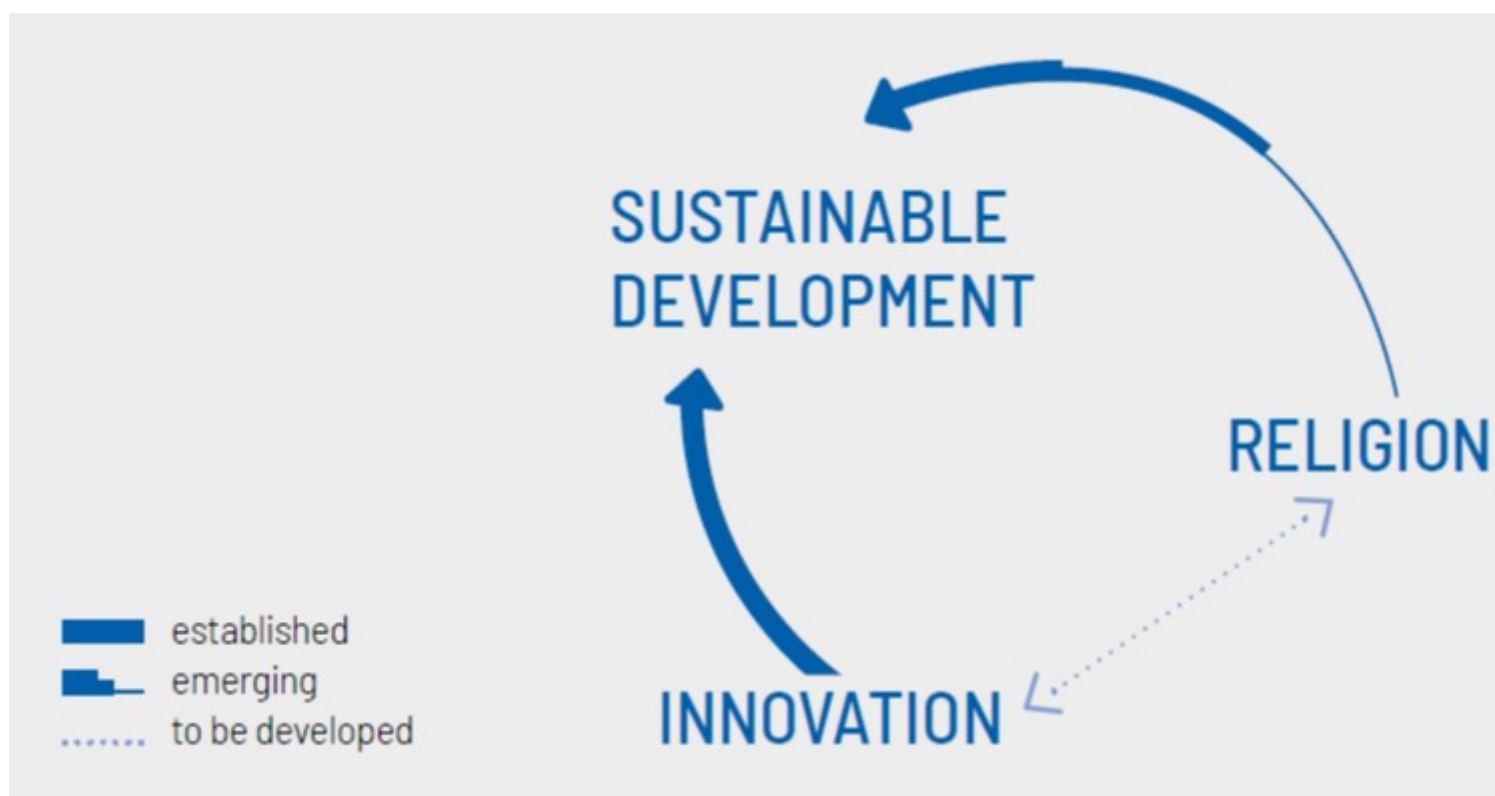 SUSTAINABLE
DEVELOPMENT
RELIGION
INNOVATION
established
emerging
to be developed